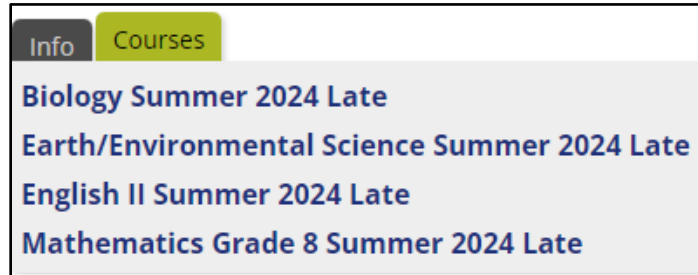 Info Courses
Biology Summer 2024 Late
Earth/Environmental Science Summer 2024 Late
English II Summer 2024 Late
Mathematics Grade 8 Summer 2024 Late